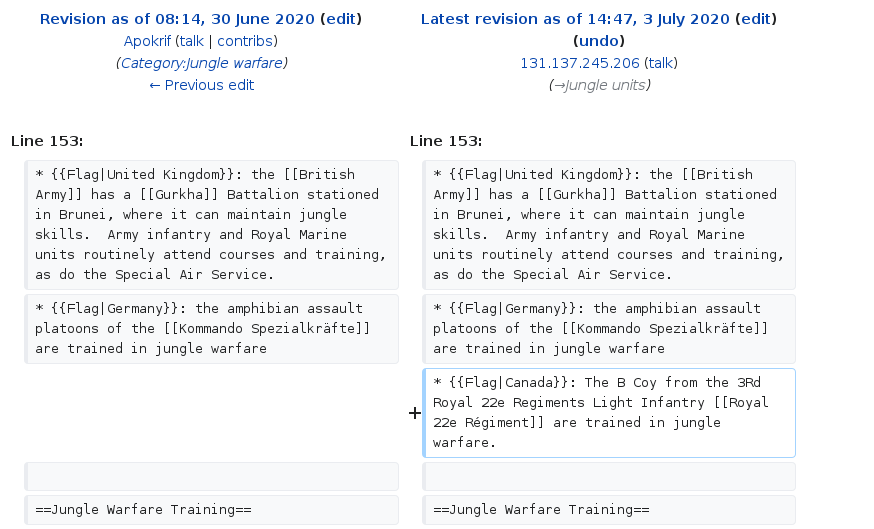 Revision as of 08:14, 30 June 2020 (edit)
Apokrif (talk | contribs)
(Category:Jungle warfare)
← Previous edit
Latest revision as of 14:47, 3 July 2020 (edit)
(undo)
131.137.245.206 (talk)
(→Jungle units)
Line 153:
* {{Flag|United Kingdom}}: the [[British
Army]] has a [[Gurkha]] Battalion stationed
in Brunei, where it can maintain jungle
skills.  Army infantry and Royal Marine
units routinely attend courses and training,
as do the Special Air Service.
* {{Flag|Germany}}: the amphibian assault
platoons of the [[Kommando Spezialkräfte]]
are trained in jungle warfare
==Jungle Warfare Training==
Line 153:
* {{Flag|United Kingdom}}: the [[British
Army]] has a [[Gurkha]] Battalion stationed
in Brunei, where it can maintain jungle
skills.  Army infantry and Royal Marine
units routinely attend courses and training,
as do the Special Air Service.
* {{Flag|Germany}}: the amphibian assault
platoons of the [[Kommando Spezialkräfte]]
are trained in jungle warfare
+
* {{Flag|Canada}}: The B Coy from the 3Rd
Royal 22e Regiments Light Infantry [[Royal
22e Régiment]] are trained in jungle
warfare.
==Jungle Warfare Training==